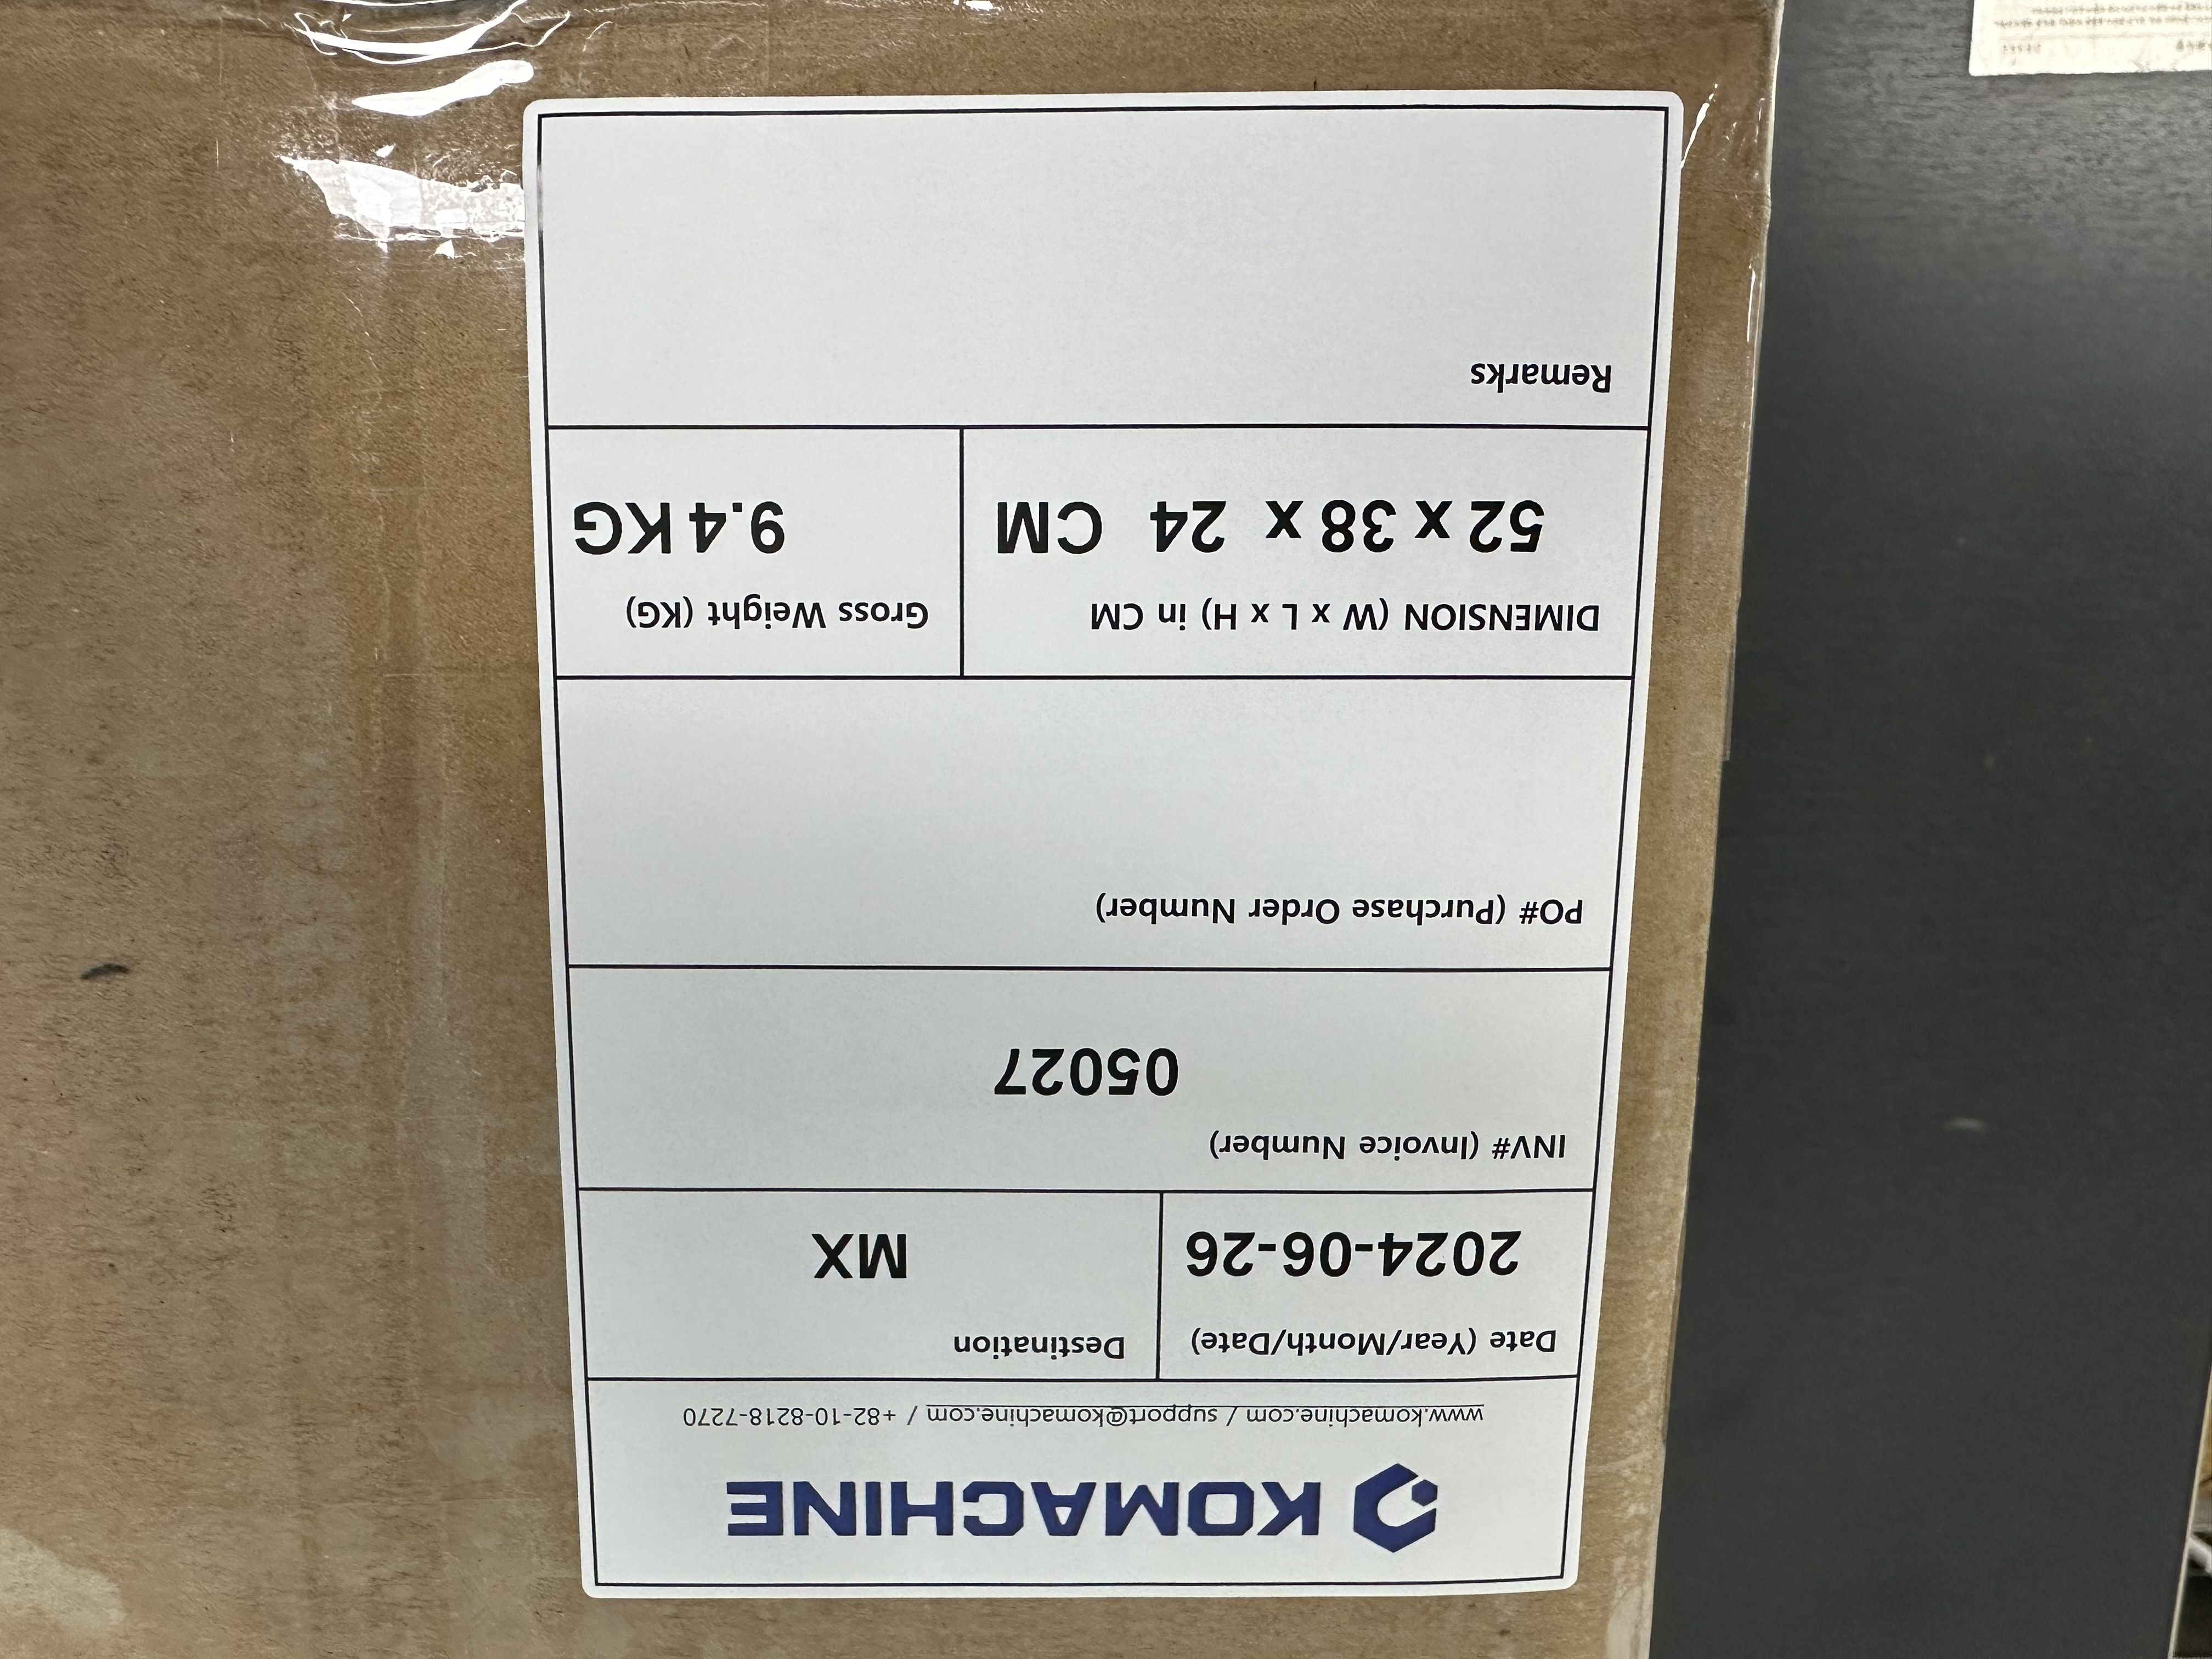 KOMACHINE
www.komachine.com / support@komachine.com / +82-10-8218-7270
Date (Year/Month/Date)
2024-06-26
Destination
MX
INV# (Invoice Number)
05027
PO# (Purchase Order Number)
DIMENSION (W x L x H) in CM
52 x 38 x 24 CM
Gross Weight (KG)
9.4 KG
Remarks